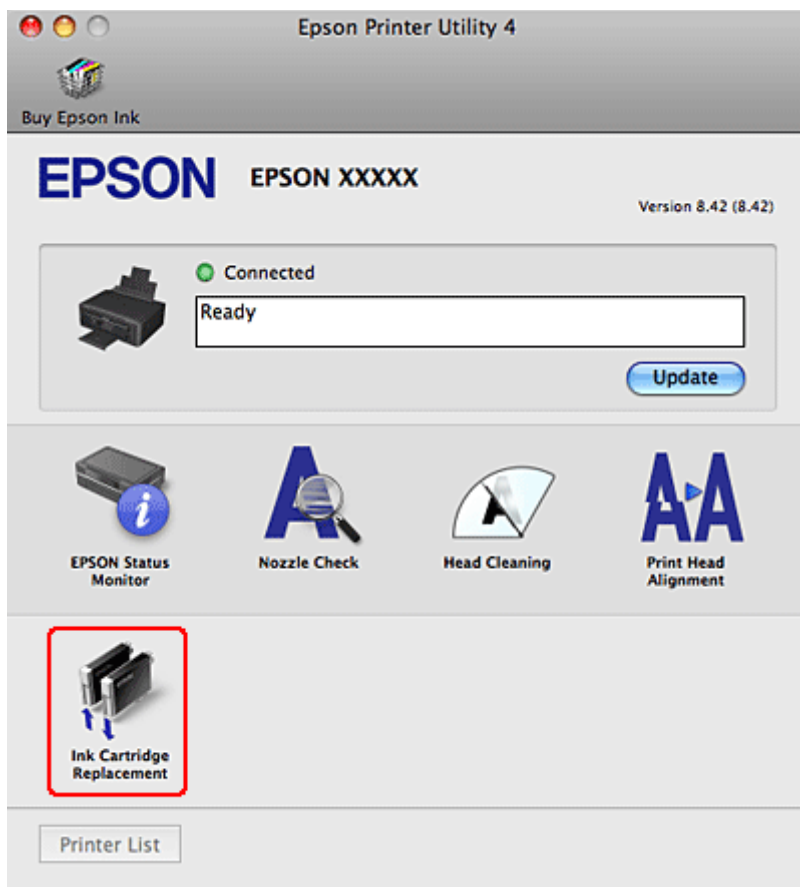 Epson Printer Utility 4
Buy Epson Ink
EPSON
EPSON XXXXX
Version 8.42 (8.42)
Connected
Ready
Update
EPSON Status
Monitor
Nozzle Check
Head Cleaning
Print Head
Alignment
Ink Cartridge
Replacement
Printer List